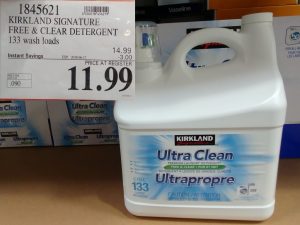 1845621
KIRKLAND SIGNATURE
FREE & CLEAR DETERGENT
133 wash loads
14.99
Instant Savings 3.00
PRICE AT REGISTER
11.99
.090
Vaseline
KIRKLAND
Ultra Clean
Ultrapropre
133